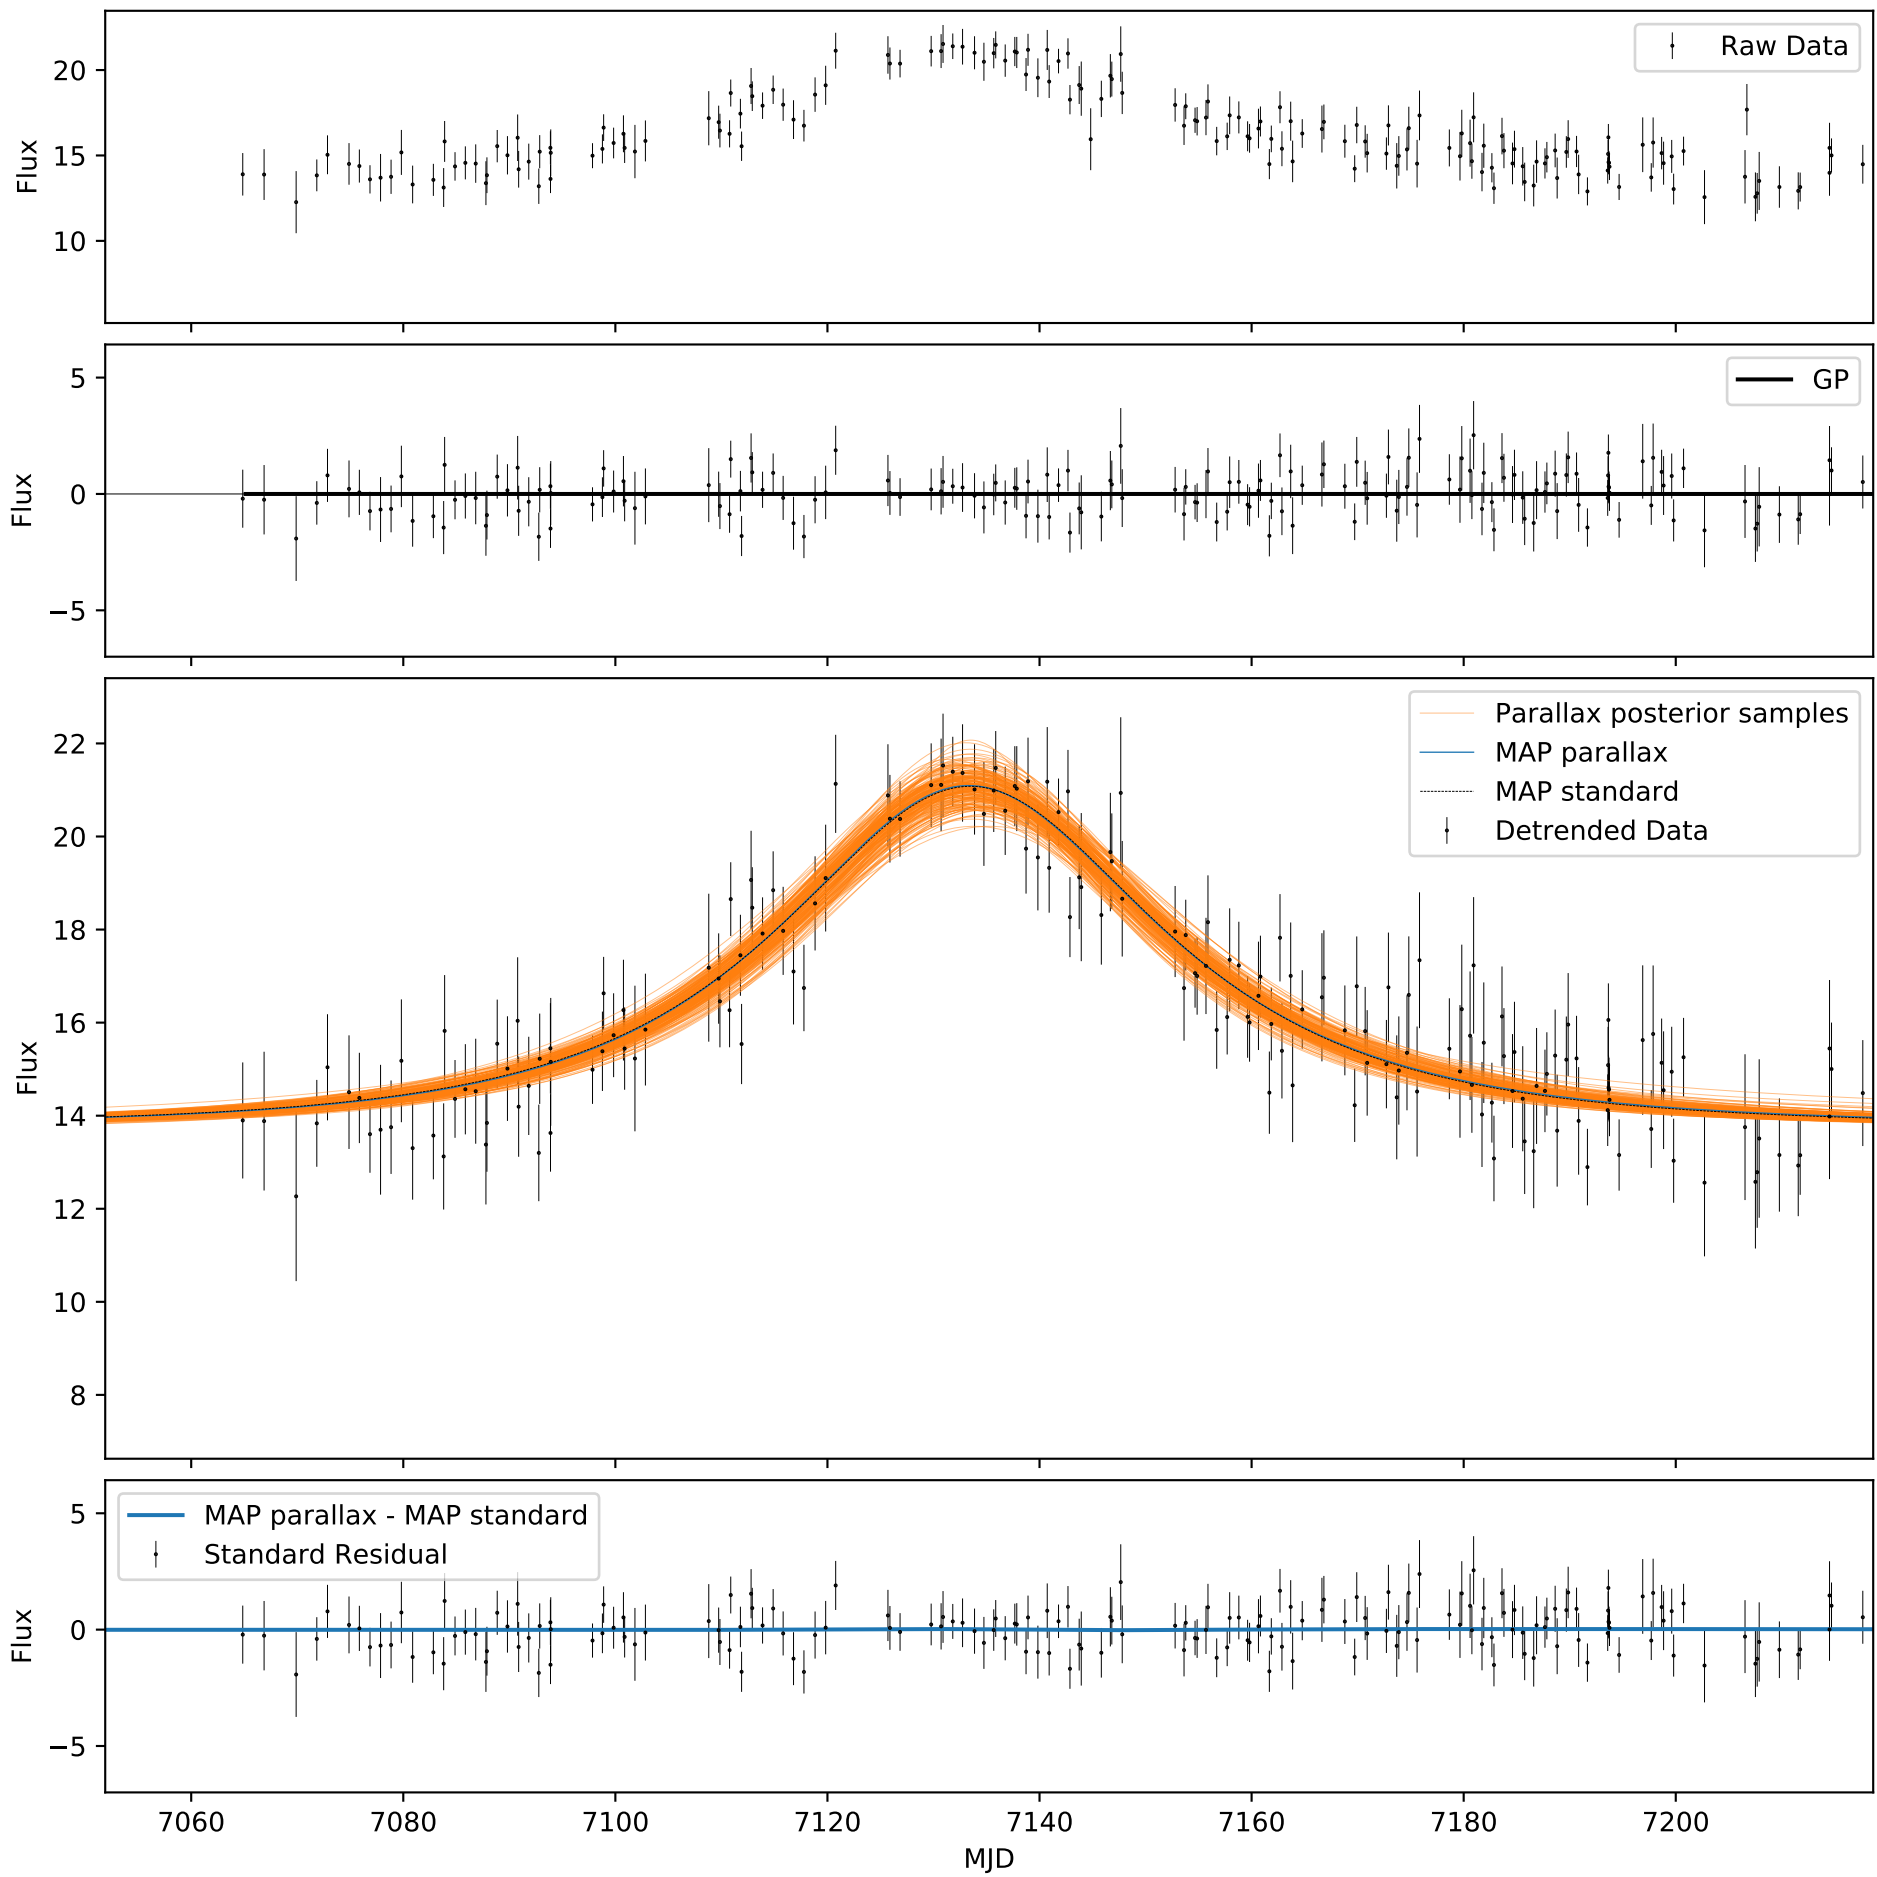 Raw Data
20
15
10
Flux
GP
5
0
−5
Flux
Parallax posterior samples
MAP parallax
MAP standard
Detrended Data
22
20
18
16
14
12
10
8
Flux
MAP parallax - MAP standard
Standard Residual
5
0
−5
Flux
7060 7080 7100 7120 7140 7160 7180 7200
MJD